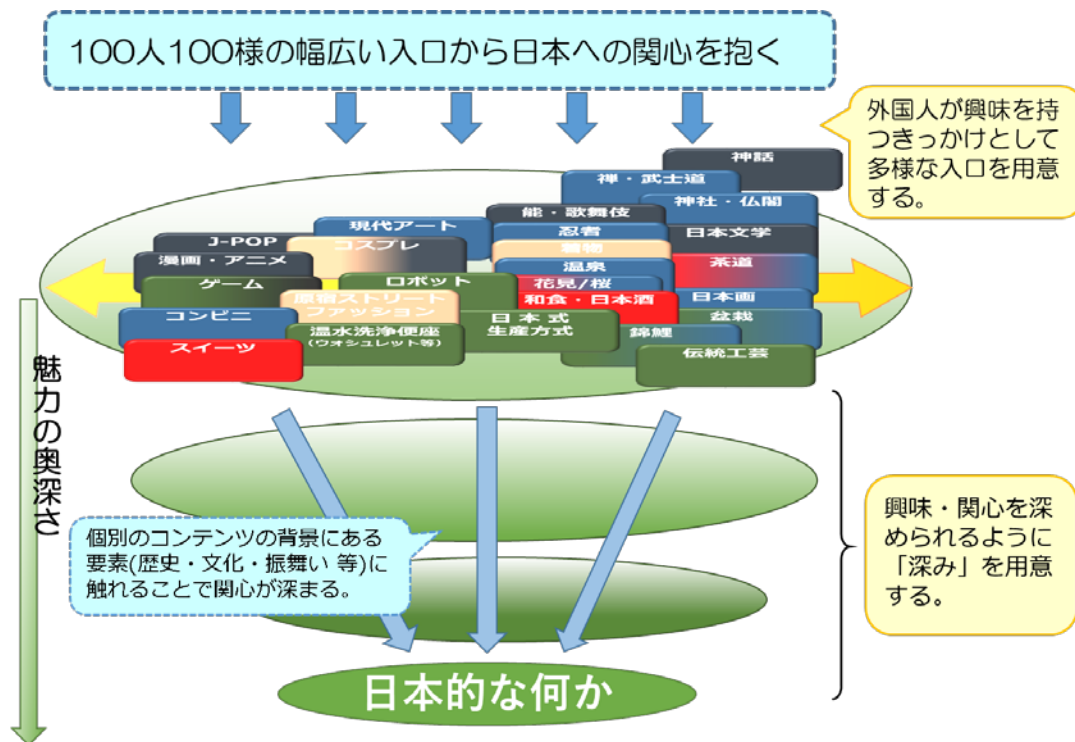 100人100様の幅広い入口から日本への関心を抱く
外国人が興味を持
つきっかけとして
多様な入口を用意
する。
神話
禅・武士道
神社・仏閣
能・歌舞伎
現代アート
忍者
日本文学
J-POP
コスプレ
着物
漫画・アニメ
温泉
茶道
ゲーム
ロボット
花見/桜
原宿ストリート
ファッション
和食・日本酒
日本画
コンビニ
日本式
生産方式
盆栽
温水洗浄便座
(ウォシュレット等)
錦鯉
スイーツ
伝統工芸
魅力の奥深さ
個別のコンテンツの背景にある
要素(歴史・文化・振舞い 等)に
触れることで関心が深まる。
興味・関心を深
められるように
「深み」を用意
する。
日本的な何か